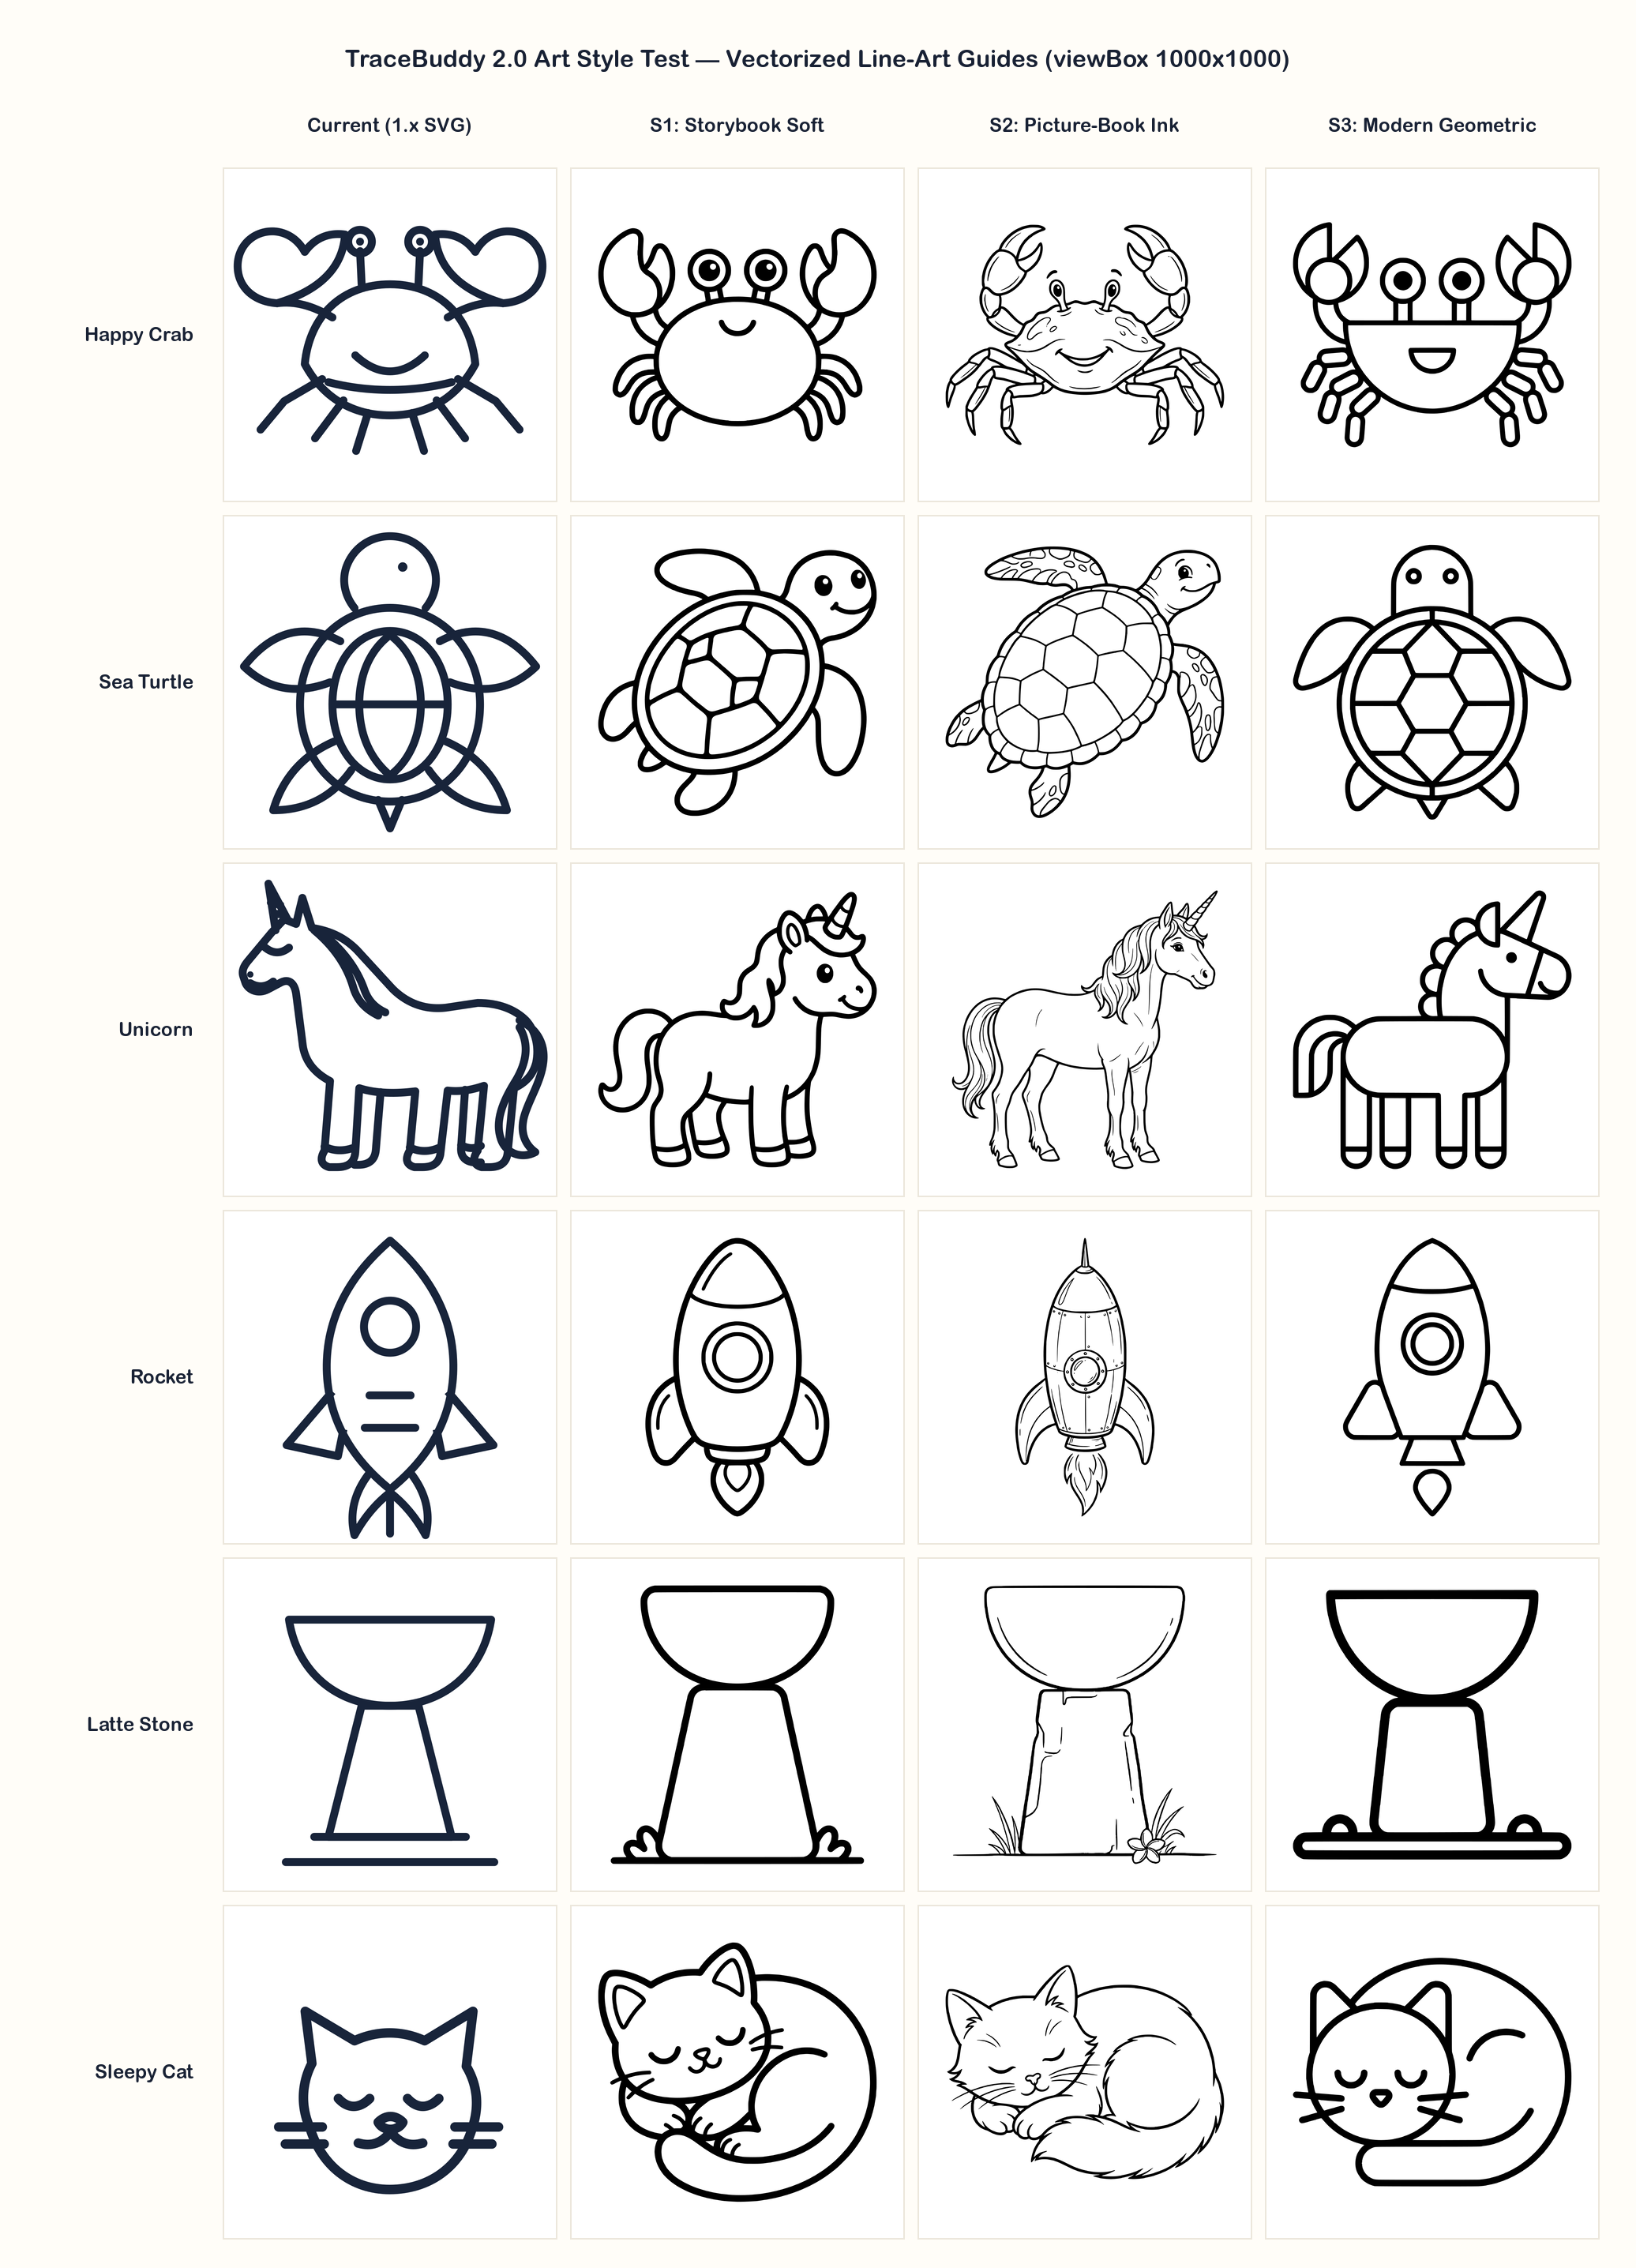 TraceBuddy 2.0 Art Style Test — Vectorized Line-Art Guides (viewBox 1000x1000)
Current (1.x SVG)
S1: Storybook Soft
S2: Picture-Book Ink
S3: Modern Geometric
Happy Crab
Sea Turtle
Unicorn
Rocket
Latte Stone
Sleepy Cat